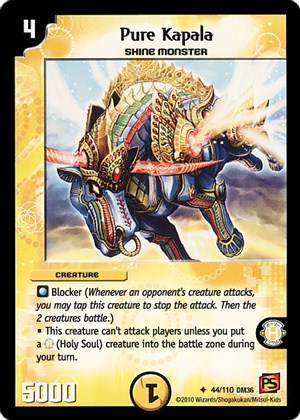 4
Pure Kapala
SHINE MONSTER
CREATURE
Blocker (Whenever an opponent's creature attacks,
you may tap this creature to stop the attack. Then the
2 creatures battle.)
• This creature can't attack players unless you put
a (Holy Soul) creature into the battle zone during
your turn.
H
5000
1
✦ 44/110 DM36
©2010 Wizards/Shogakukan/Mitsui-Kids
PS